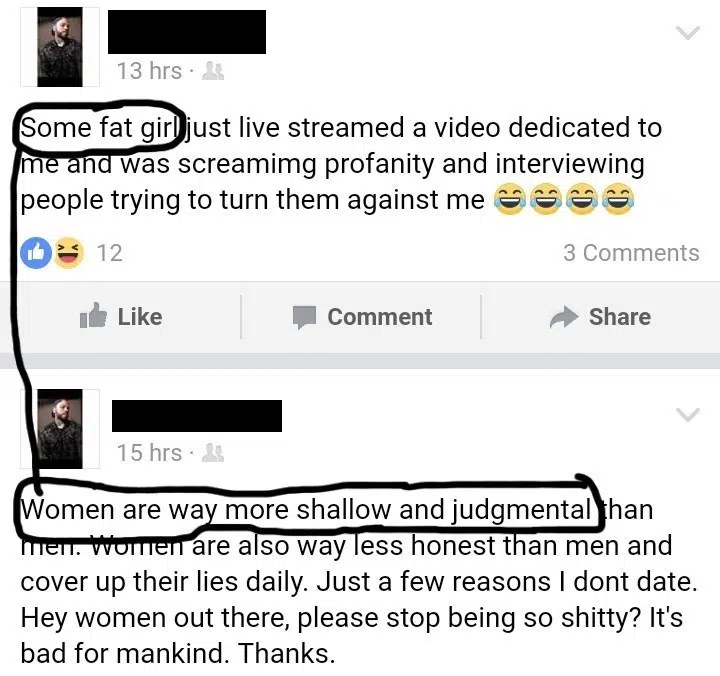 13 hrs ·
Some fat girl just live streamed a video dedicated to
me and was screamimg profanity and interviewing
people trying to turn them against me 😂😂😂😂
12
3 Comments
Like
Comment
Share
15 hrs ·
Women are way more shallow and judgmental than
men. Women are also way less honest than men and
cover up their lies daily. Just a few reasons I dont date.
Hey women out there, please stop being so shitty? It's
bad for mankind. Thanks.